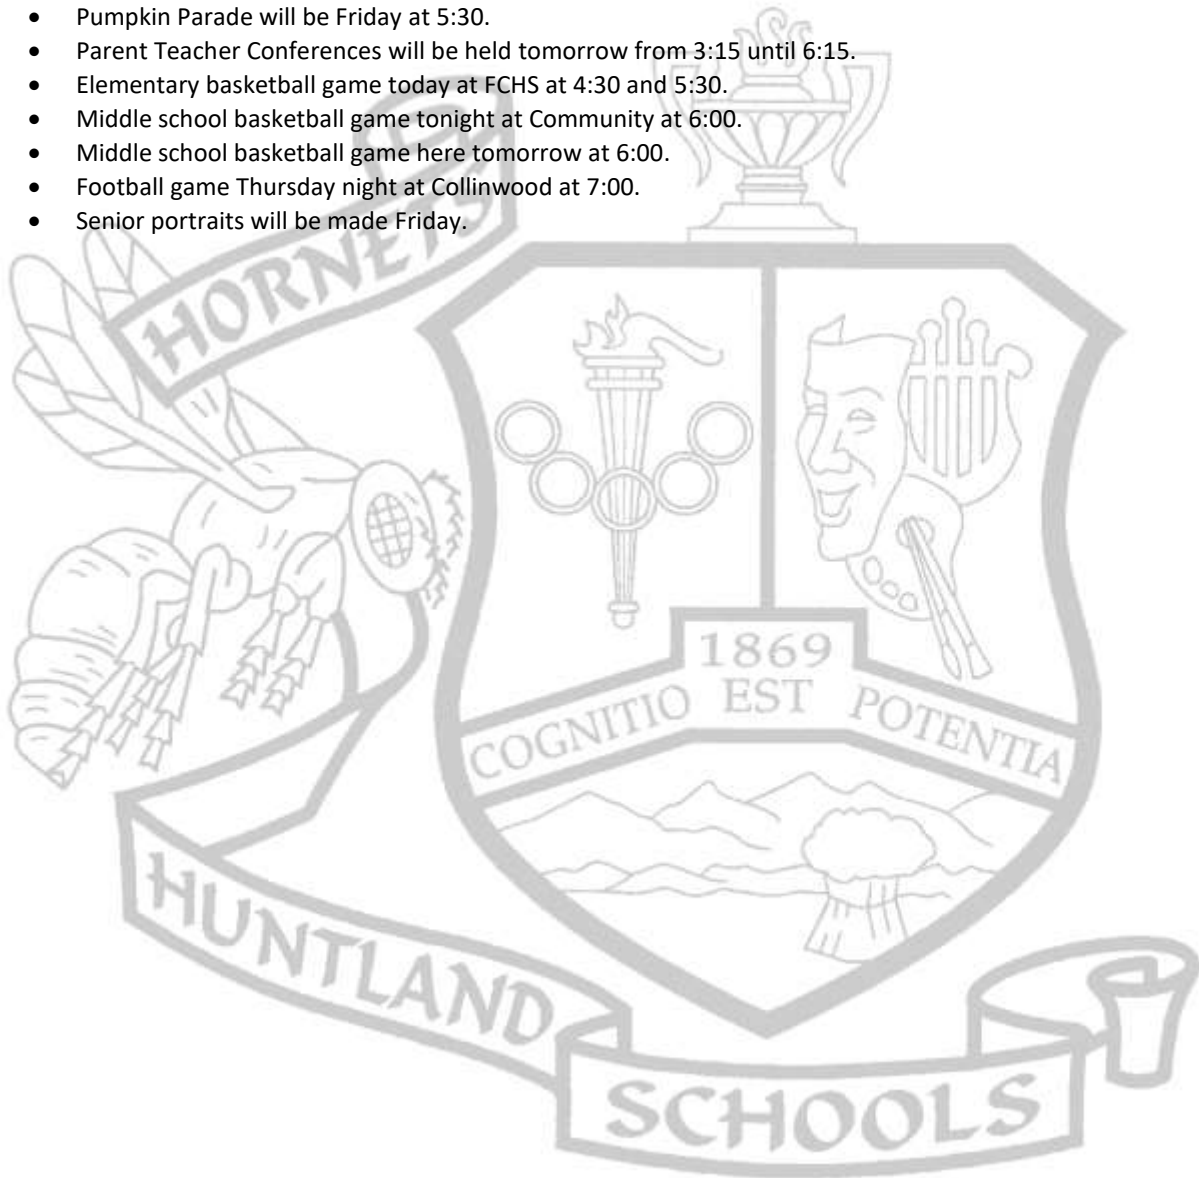 • Pumpkin Parade will be Friday at 5:30.
• Parent Teacher Conferences will be held tomorrow from 3:15 until 6:15.
• Elementary basketball game today at FCHS at 4:30 and 5:30.
• Middle school basketball game tonight at Community at 6:00.
• Middle school basketball game here tomorrow at 6:00.
• Football game Thursday night at Collinwood at 7:00.
• Senior portraits will be made Friday.
HORNETS
1869
COGNITIO EST POTENTIA
HUNTLAND
SCHOOLS